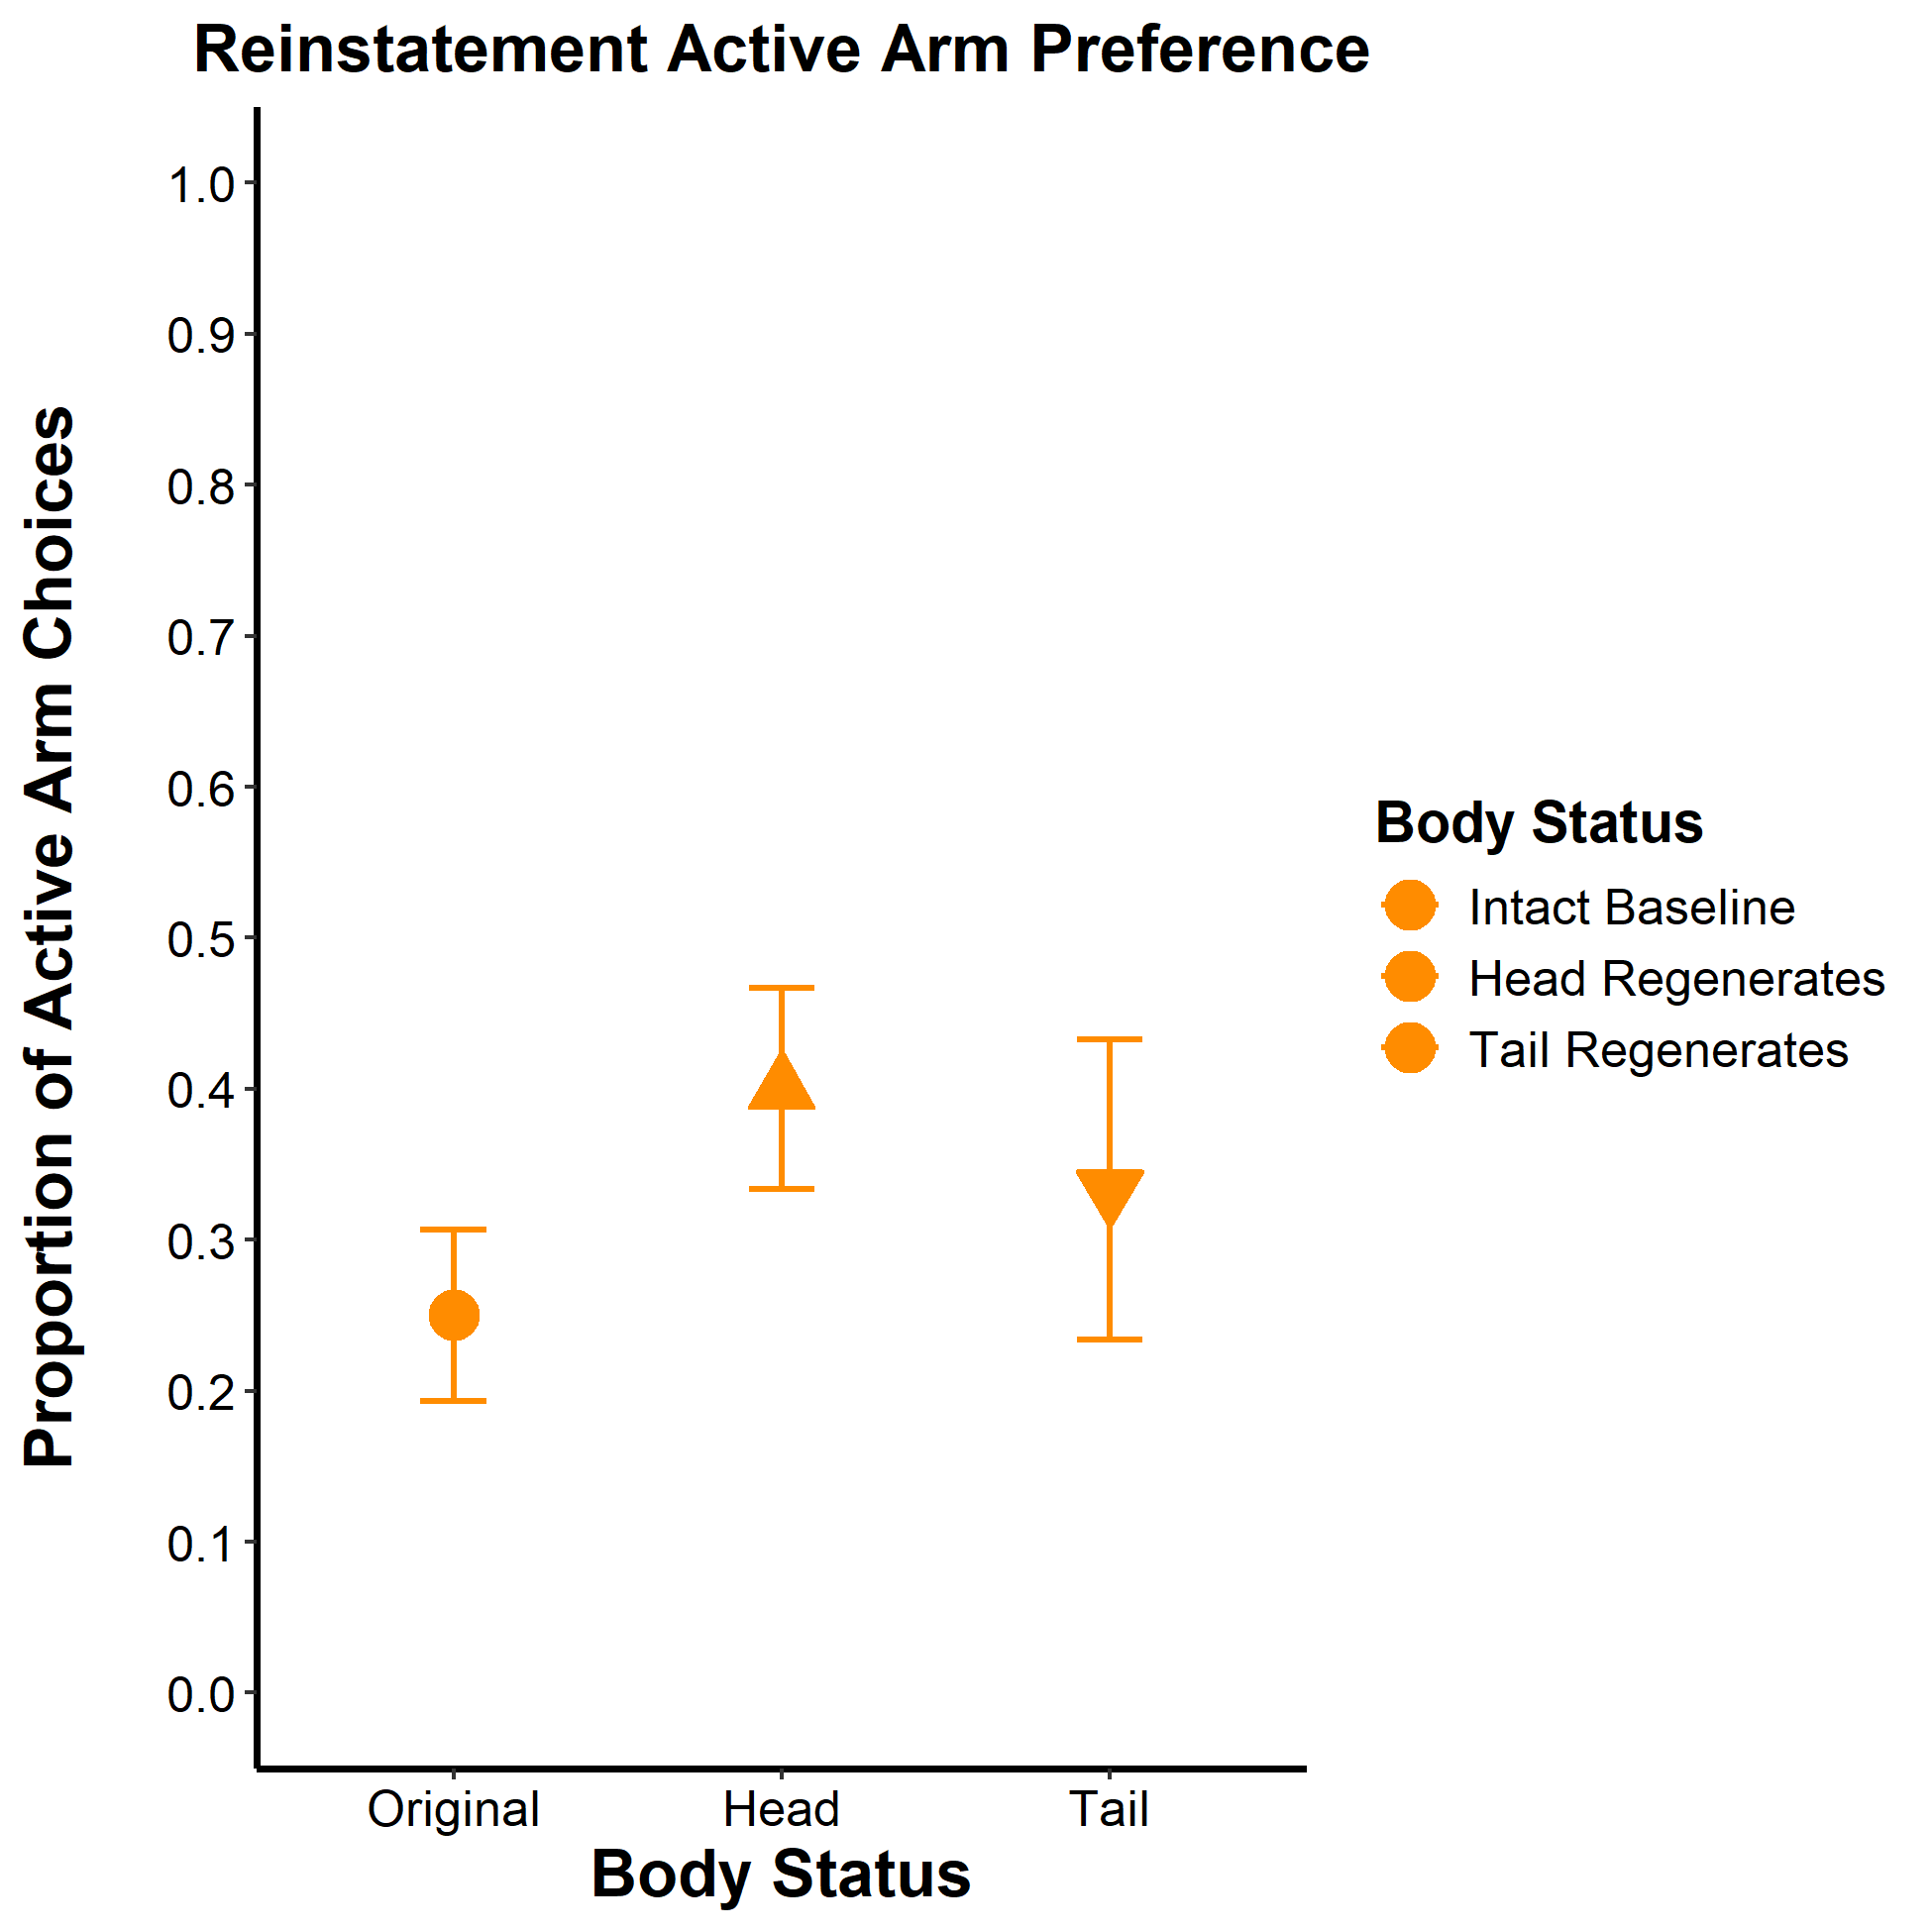 Reinstatement Active Arm Preference
Proportion of Active Arm Choices
1.0
0.9
0.8
0.7
0.6
0.5
0.4
0.3
0.2
0.1
0.0
Original
Head
Tail
Body Status
Body Status
Intact Baseline
Head Regenerates
Tail Regenerates